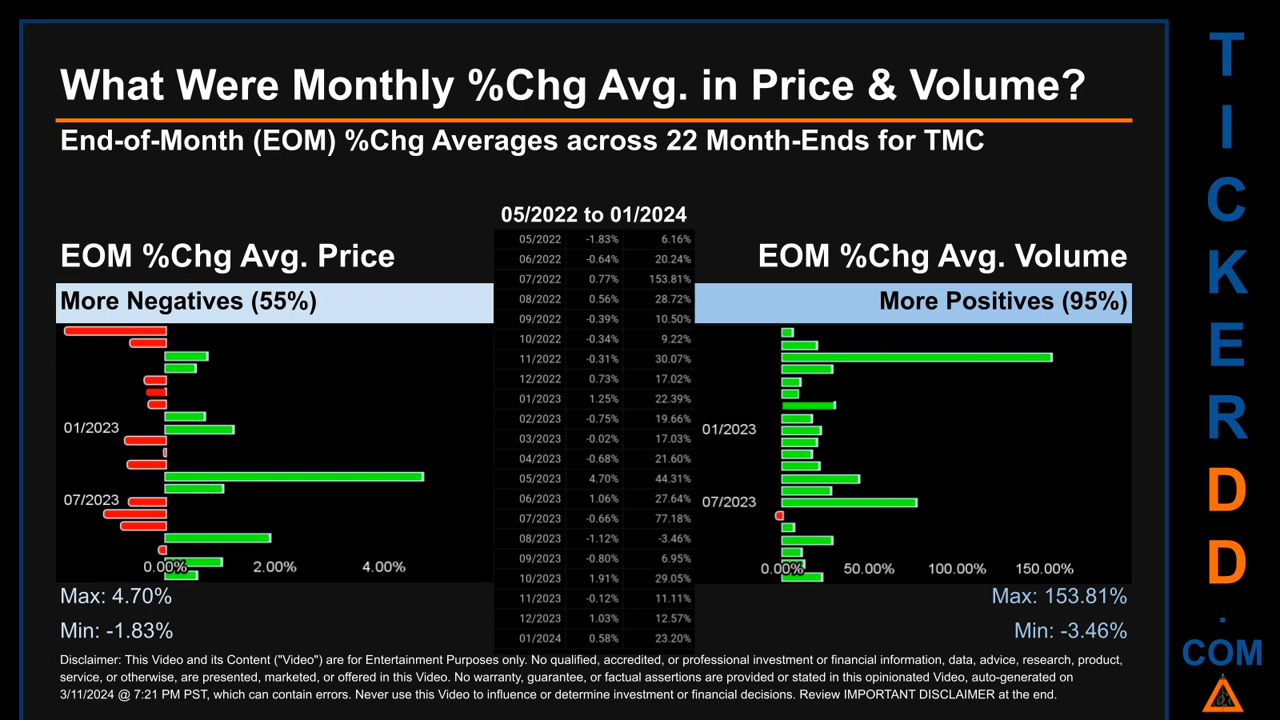 What Were Monthly %Chg Avg. in Price & Volume?
End-of-Month (EOM) %Chg Averages across 22 Month-Ends for TMC
05/2022 to 01/2024
EOM %Chg Avg. Price
EOM %Chg Avg. Volume
More Negatives (55%)
More Positives (95%)
05/2022 -1.83% 6.16%
06/2022 -0.64% 20.24%
07/2022 0.77% 153.81%
08/2022 0.56% 28.72%
09/2022 -0.39% 10.50%
10/2022 -0.34% 9.22%
11/2022 -0.31% 30.07%
12/2022 0.73% 17.02%
01/2023 1.25% 22.39%
02/2023 -0.75% 19.66%
03/2023 -0.02% 17.03%
04/2023 -0.68% 21.60%
05/2023 4.70% 44.31%
06/2023 1.06% 27.64%
07/2023 -0.66% 77.18%
08/2023 -1.12% -3.46%
09/2023 -0.80% 6.95%
10/2023 1.91% 29.05%
11/2023 -0.12% 11.11%
12/2023 1.03% 12.57%
01/2024 0.58% 23.20%
01/2023
07/2023
0.00% 2.00% 4.00%
01/2023
07/2023
0.00% 50.00% 100.00% 150.00%
Max: 4.70%
Min: -1.83%
Max: 153.81%
Min: -3.46%
Disclaimer: This Video and its Content ("Video") are for Entertainment Purposes only. No qualified, accredited, or professional investment or financial information, data, advice, research, product,
service, or otherwise, are presented, marketed, or offered in this Video. No warranty, guarantee, or factual assertions are provided or stated in this opinionated Video, auto-generated on
3/11/2024 @ 7:21 PM PST, which can contain errors. Never use this Video to influence or determine investment or financial decisions. Review IMPORTANT DISCLAIMER at the end.
T
I
C
K
E
R
D
D
.
COM